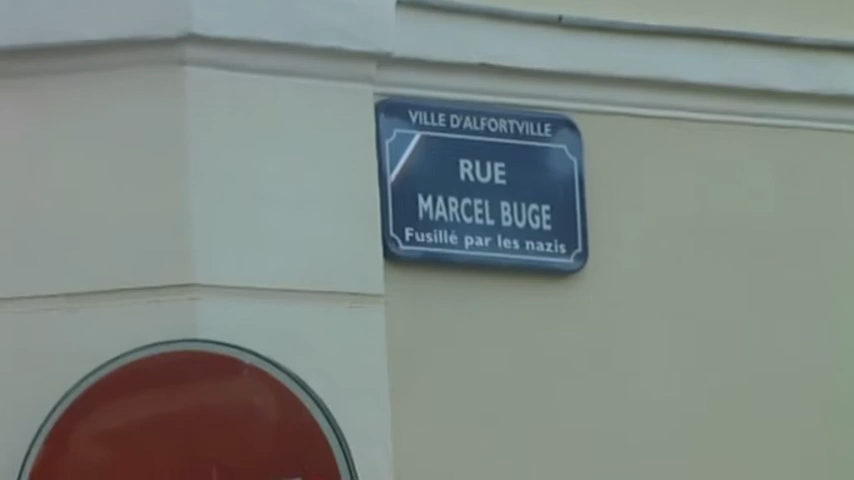 VILLE D'ALFORTVILLE
RUE
MARCEL BUGE
Fusillé par les nazis